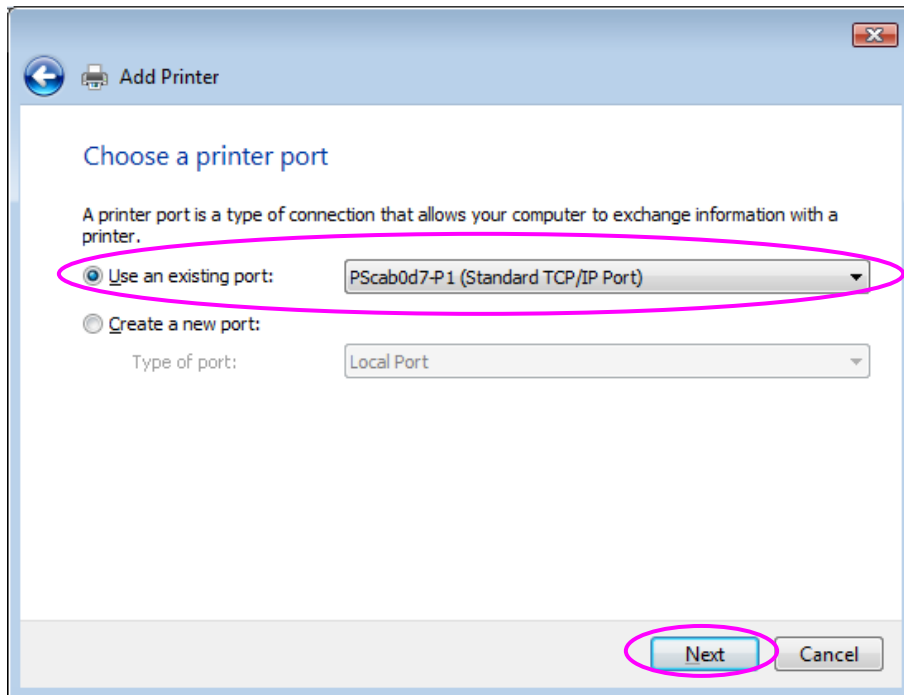 Add Printer
Choose a printer port
A printer port is a type of connection that allows your computer to exchange information with a
printer.
Use an existing port: PScab0d7-P1 (Standard TCP/IP Port)
Create a new port:
Type of port: Local Port
Next Cancel